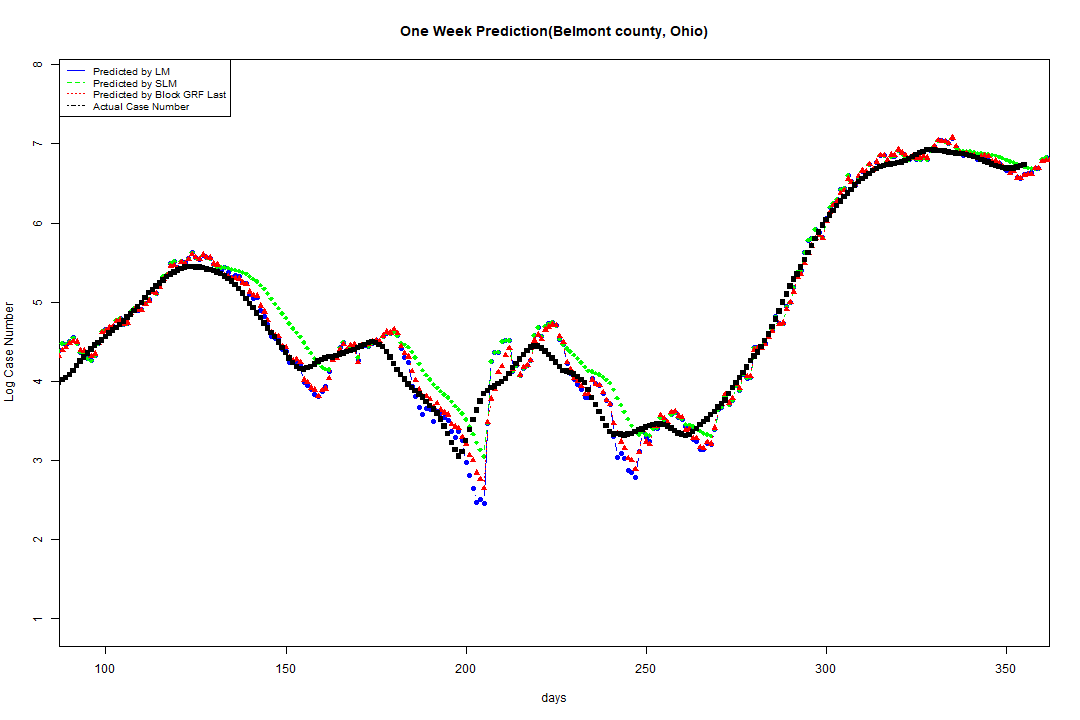 One Week Prediction(Belmont county, Ohio)
Predicted by LM
Predicted by SLM
Predicted by Block GRF Last
Actual Case Number
8
7
6
5
4
3
2
1
Log Case Number
100 150 200 250 300 350
days